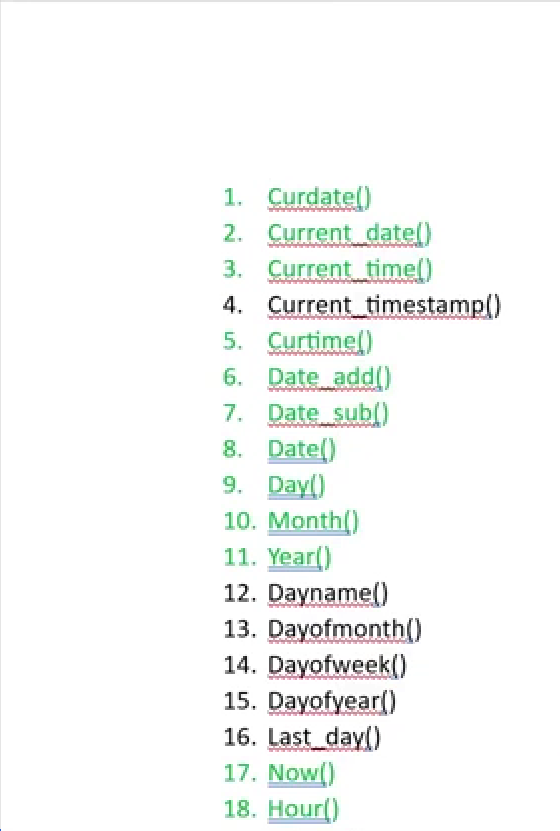 1. Curdate()
2. Current_date()
3. Current_time()
4. Current_timestamp()
5. Curtime()
6. Date_add()
7. Date_sub()
8. Date()
9. Day()
10. Month()
11. Year()
12. Dayname()
13. Dayofmonth()
14. Dayofweek()
15. Dayofyear()
16. Last_day()
17. Now()
18. Hour()